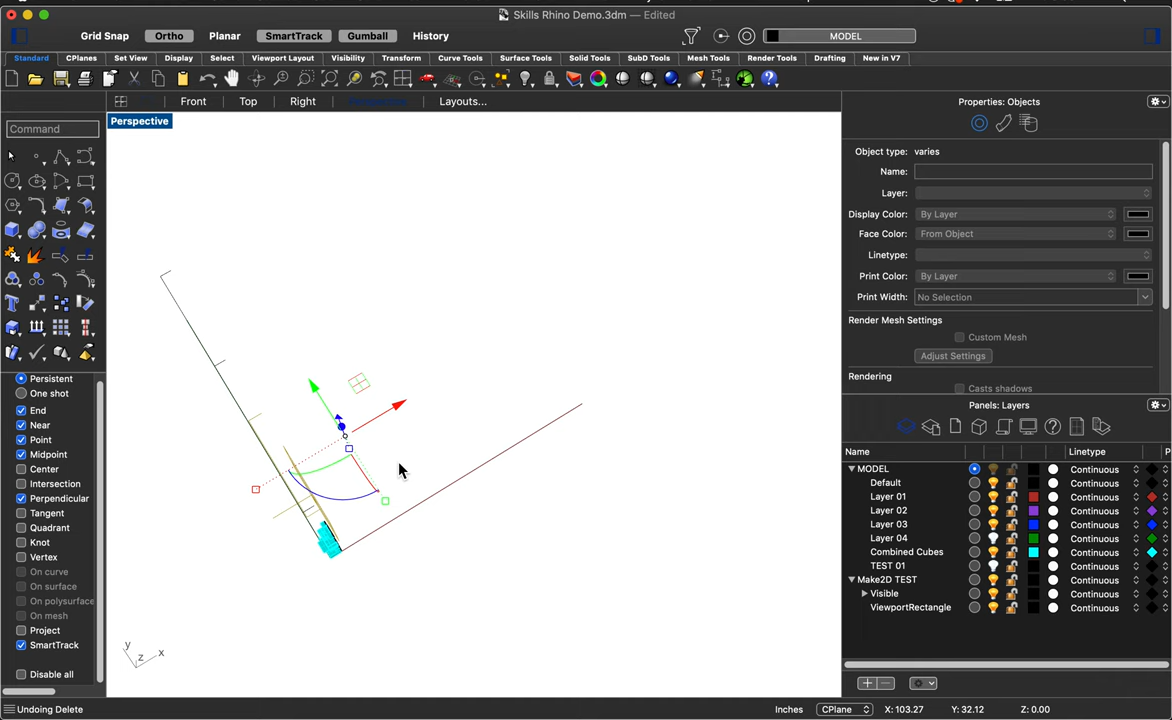 Skills Rhino Demo.3dm — Edited
Grid Snap Ortho Planar SmartTrack Gumball History MODEL
Standard CPlanes Set View Display Select Viewport Layout Visibility Transform Curve Tools Surface Tools Solid Tools SubD Tools Mesh Tools Render Tools Drafting New in V7
Front Top Right Perspective Layouts...
Perspective
Command
Persistent
One shot
End
Near
Point
Midpoint
Center
Intersection
Perpendicular
Tangent
Quadrant
Knot
Vertex
On curve
On surface
On polysurface
On mesh
Project
SmartTrack
Disable all
y
z x
Properties: Objects
Object type: varies
Name:
Layer:
Display Color: By Layer
Face Color: From Object
Linetype:
Print Color: By Layer
Print Width: No Selection
Render Mesh Settings
Custom Mesh
Adjust Settings
Rendering
Casts shadows
Panels: Layers
Name Linetype P
MODEL Continuous
Default Continuous
Layer 01 Continuous
Layer 02 Continuous
Layer 03 Continuous
Layer 04 Continuous
Combined Cubes Continuous
TEST 01 Continuous
Make2D TEST Continuous
Visible Continuous
ViewportRectangle Continuous
Undoing Delete Inches CPlane X: 103.27 Y: 32.12 Z: 0.00